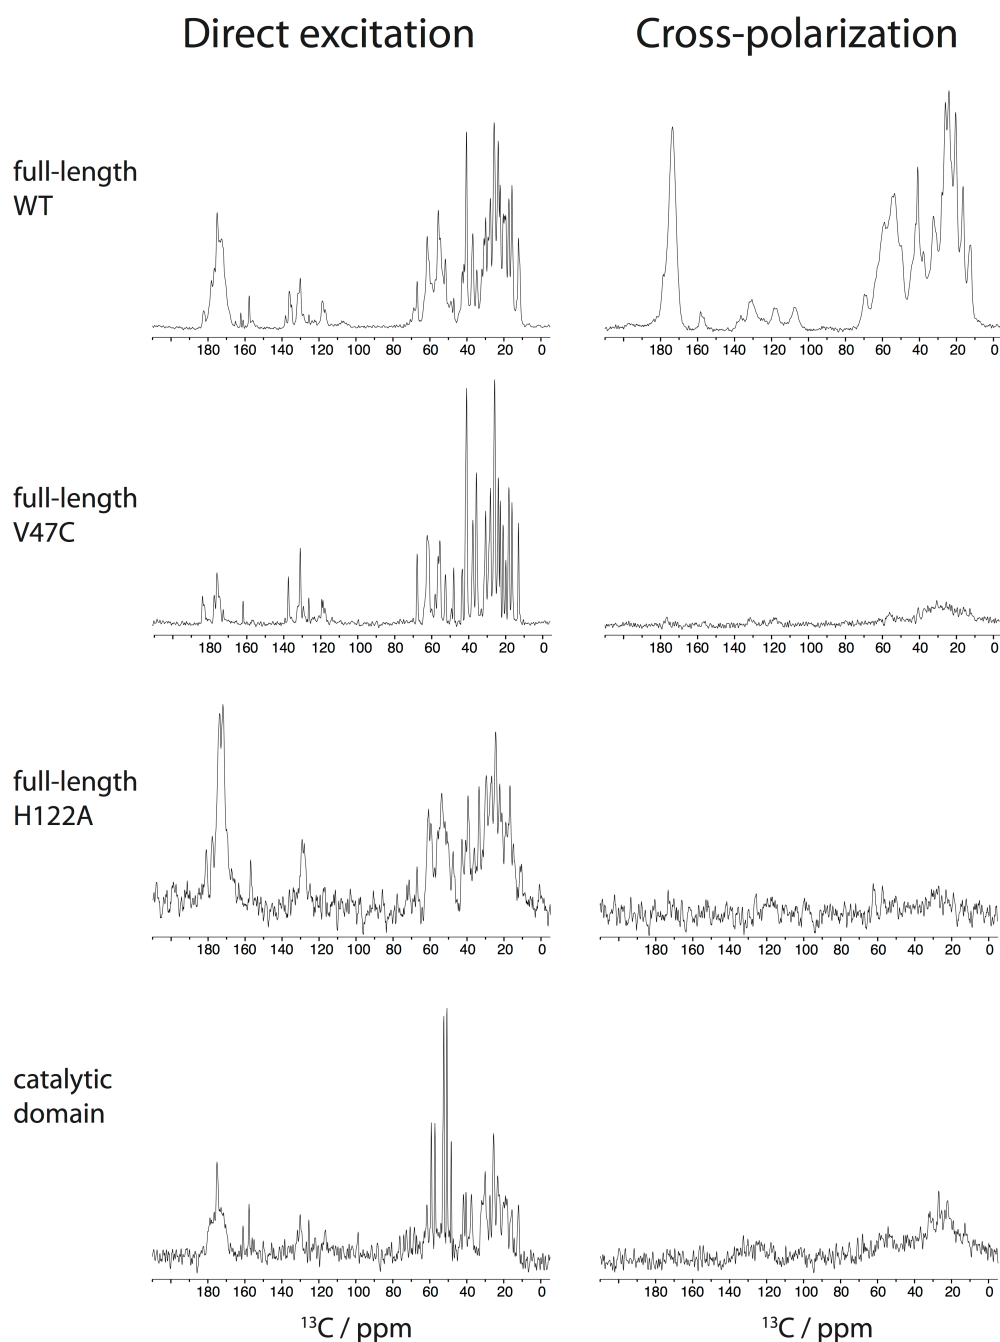 Direct excitation Cross-polarization
full-length
WT
180 160 140 120 100 80 60 40 20 0 180 160 140 120 100 80 60 40 20 0
full-length
V47C
180 160 140 120 100 80 60 40 20 0 180 160 140 120 100 80 60 40 20 0
full-length
H122A
180 160 140 120 100 80 60 40 20 0 180 160 140 120 100 80 60 40 20 0
catalytic
domain
180 160 140 120 100 80 60 40 20 0 180 160 140 120 100 80 60 40 20 0
¹³C / ppm ¹³C / ppm